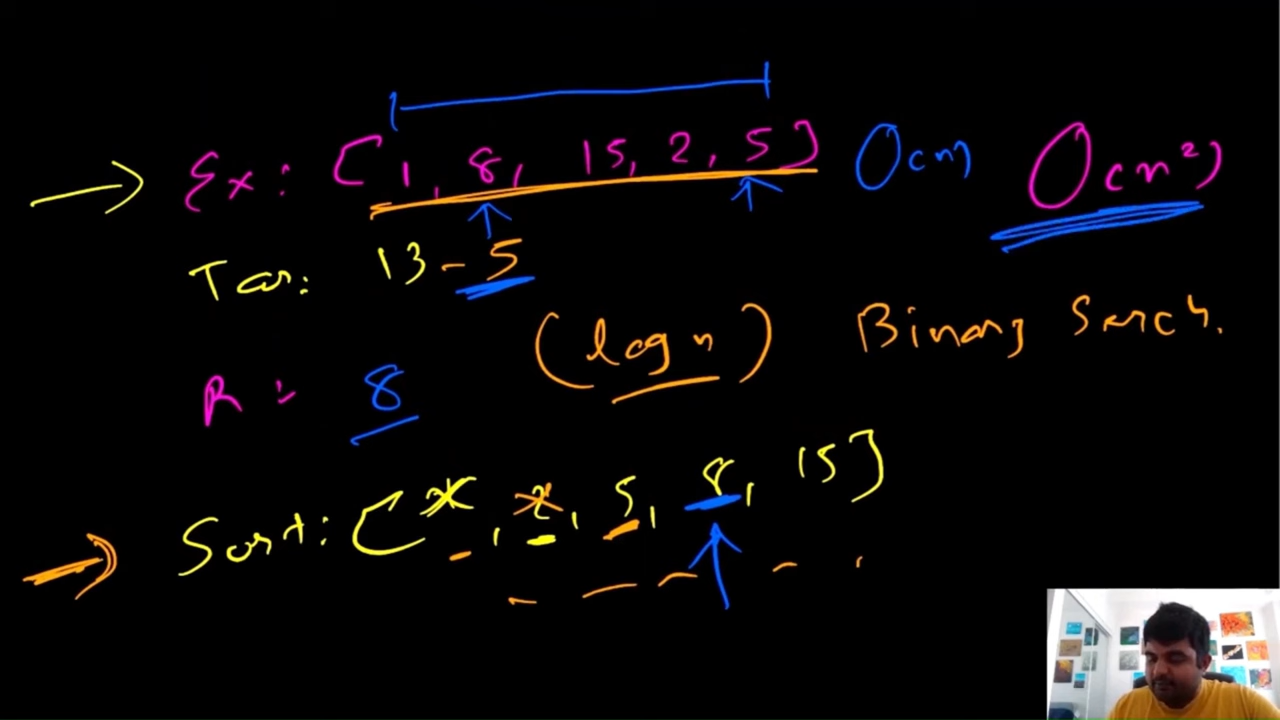 Ex: [1, 8, 15, 2, 5] O(n) O(n²)
Tar: 13 - 5
(log n) Binary Serch.
R: 8
Sort: [1, 2, 5, 8, 15]